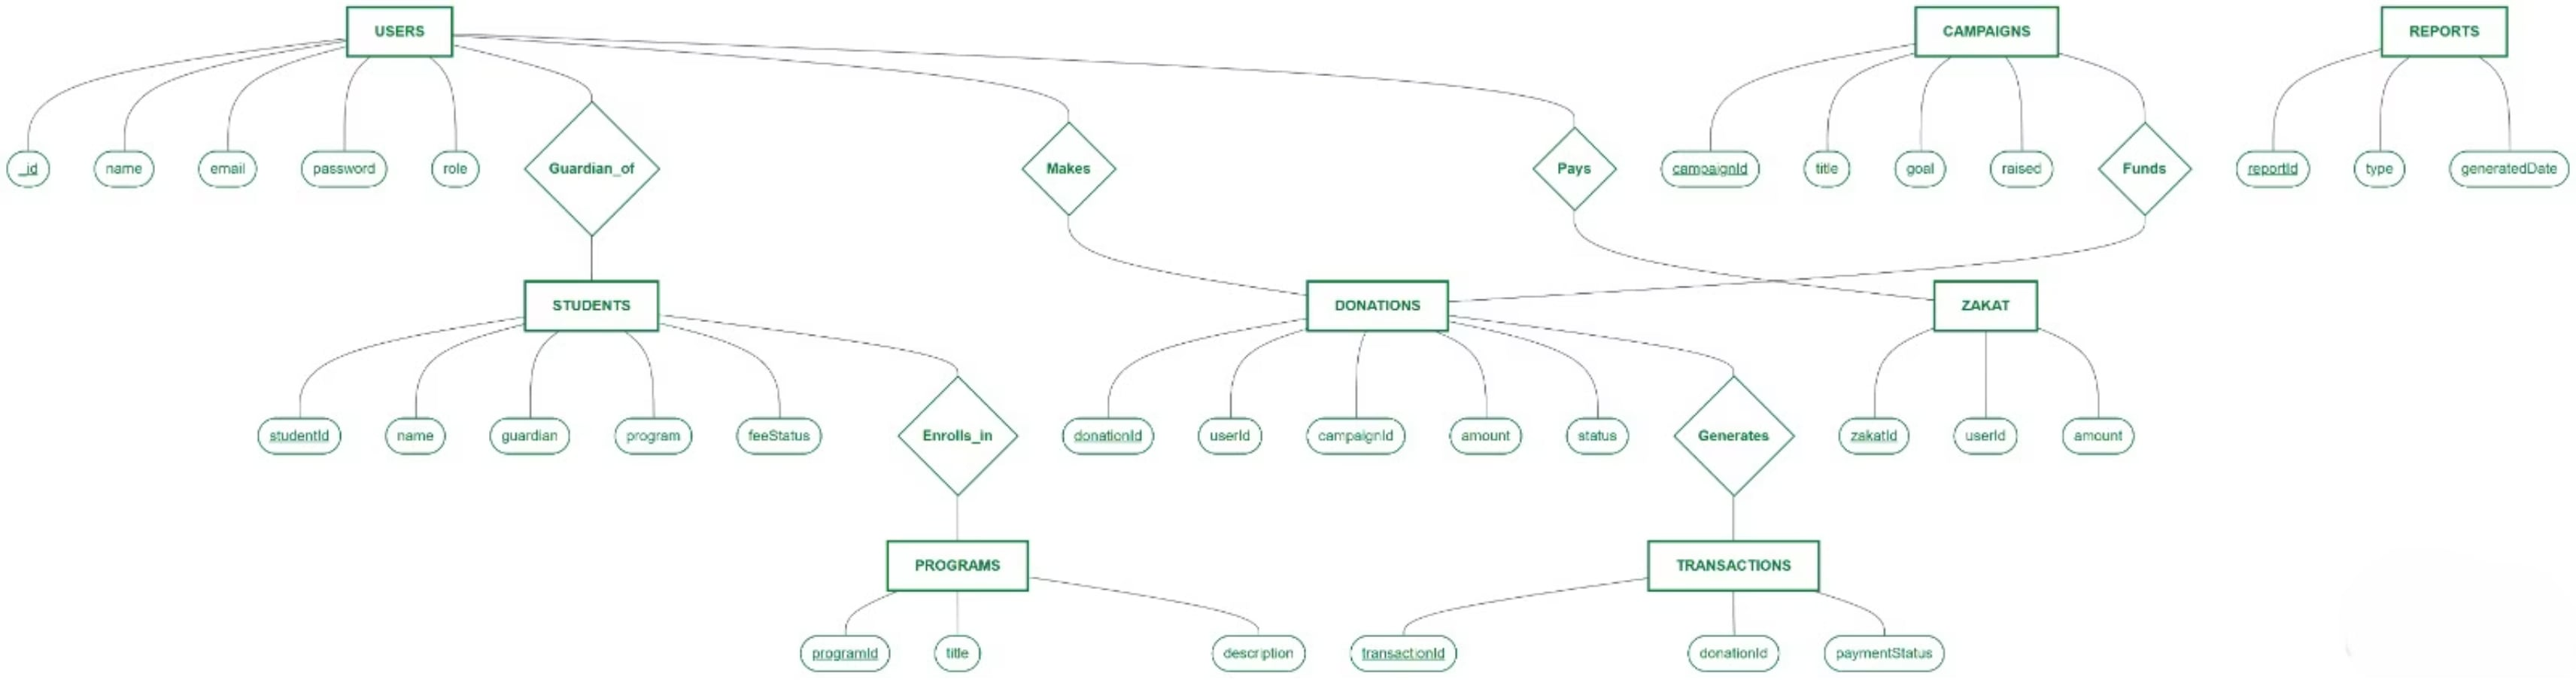 USERS
CAMPAIGNS
REPORTS
_id
name
email
password
role
Guardian_of
Makes
Pays
campaignId
title
goal
raised
Funds
reportId
type
generatedDate
STUDENTS
DONATIONS
ZAKAT
studentId
name
guardian
program
feeStatus
Enrolls_in
donationId
userId
campaignId
amount
status
Generates
zakatId
userId
amount
PROGRAMS
TRANSACTIONS
programId
title
description
transactionId
donationId
paymentStatus